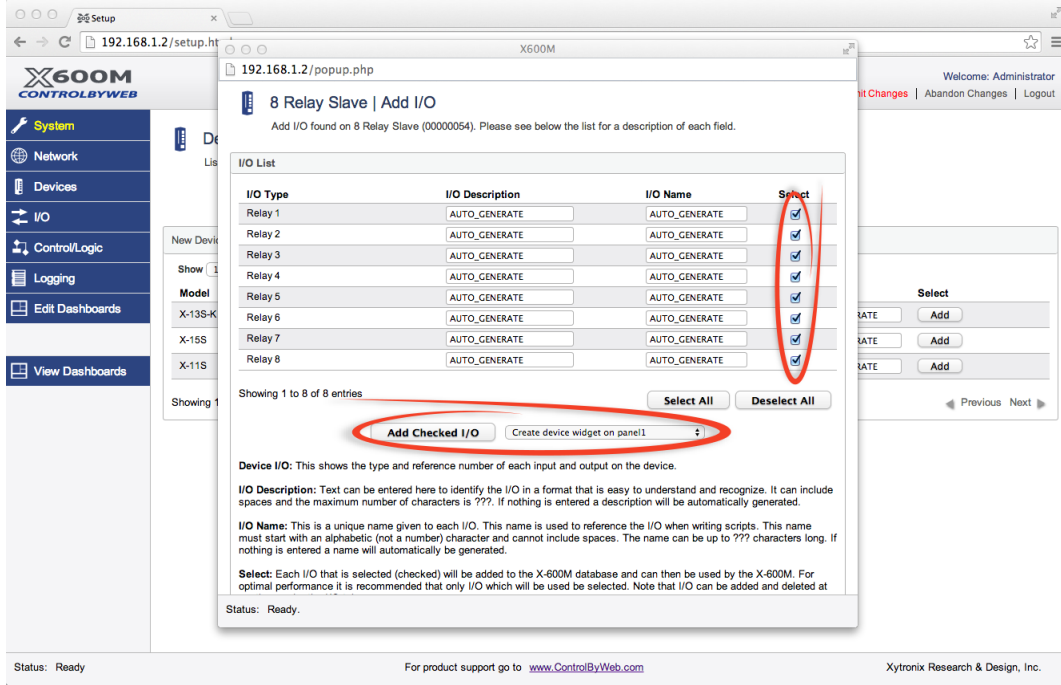 Setup
192.168.1.2/setup.ht
X600M
CONTROLBYWEB
Welcome: Administrator
nit Changes | Abandon Changes | Logout
System
Network
Devices
I/O
Control/Logic
Logging
Edit Dashboards
View Dashboards
De
Lis
New Devi
Show 1
Model
X-13S-K
X-15S
X-11S
Showing 1
X600M
192.168.1.2/popup.php
8 Relay Slave | Add I/O
Add I/O found on 8 Relay Slave (00000054). Please see below the list for a description of each field.
I/O List
I/O Type I/O Description I/O Name Select
Relay 1 AUTO_GENERATE AUTO_GENERATE
Relay 2 AUTO_GENERATE AUTO_GENERATE
Relay 3 AUTO_GENERATE AUTO_GENERATE
Relay 4 AUTO_GENERATE AUTO_GENERATE
Relay 5 AUTO_GENERATE AUTO_GENERATE
Relay 6 AUTO_GENERATE AUTO_GENERATE
Relay 7 AUTO_GENERATE AUTO_GENERATE
Relay 8 AUTO_GENERATE AUTO_GENERATE
Showing 1 to 8 of 8 entries
Select All Deselect All
Add Checked I/O Create device widget on panel1
Device I/O: This shows the type and reference number of each input and output on the device.
I/O Description: Text can be entered here to identify the I/O in a format that is easy to understand and recognize. It can include
spaces and the maximum number of characters is ???. If nothing is entered a description will be automatically generated.
I/O Name: This is a unique name given to each I/O. This name is used to reference the I/O when writing scripts. This name
must start with an alphabetic (not a number) character and cannot include spaces. The name can be up to ??? characters long. If
nothing is entered a name will automatically be generated.
Select: Each I/O that is selected (checked) will be added to the X-600M database and can then be used by the X-600M. For
optimal performance it is recommended that only I/O which will be used be selected. Note that I/O can be added and deleted at
Status: Ready.
Select
RATE Add
RATE Add
RATE Add
Previous Next
Status: Ready
For product support go to www.ControlByWeb.com
Xytronix Research & Design, Inc.